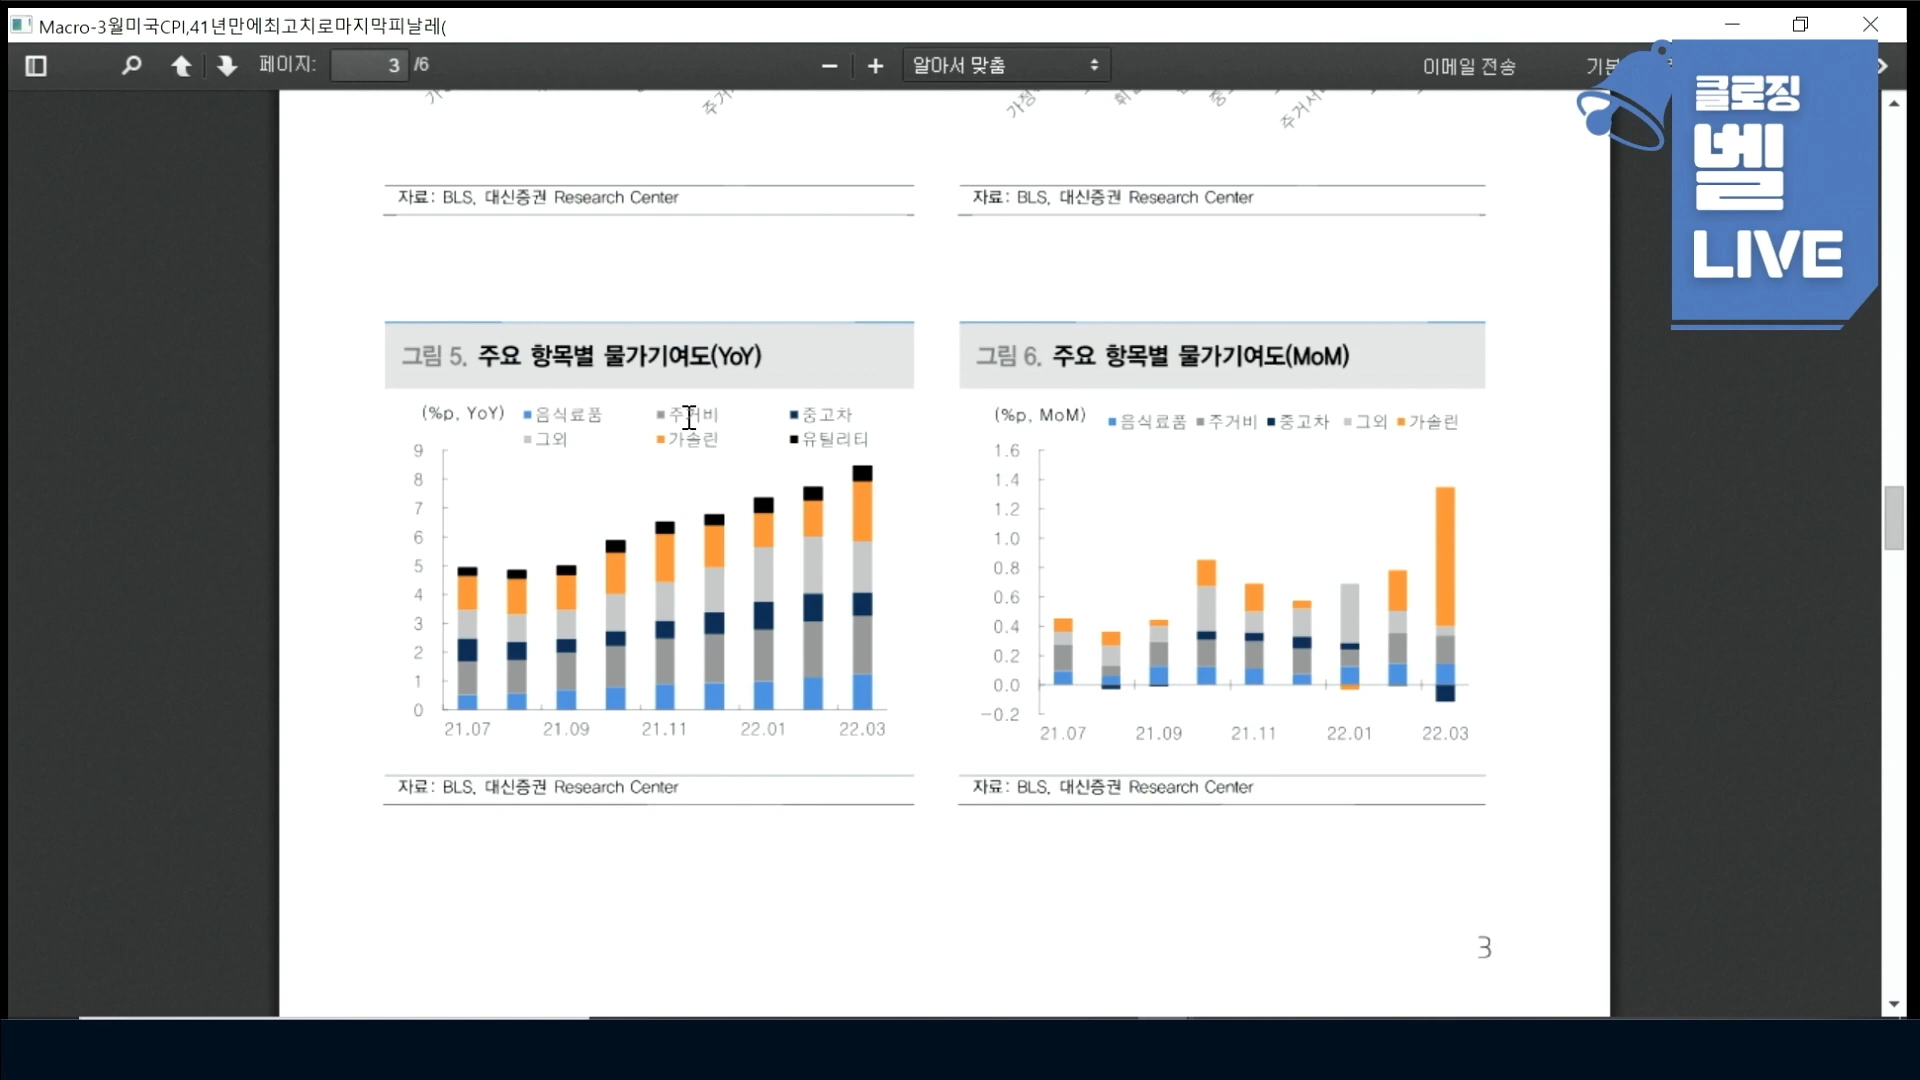 Macro-3월미국CPI,41년만에최고치로마지막피날레(
페이지: 3 /6
알아서 맞춤
이메일 전송
클로징
벨
LIVE
자료: BLS, 대신증권 Research Center
자료: BLS, 대신증권 Research Center
그림 5. 주요 항목별 물가기여도(YoY)
(%p, YoY) 음식료품 주거비 중고차
그외 가솔린 유틸리티
9
8
7
6
5
4
3
2
1
0
21.07 21.09 21.11 22.01 22.03
자료: BLS, 대신증권 Research Center
그림 6. 주요 항목별 물가기여도(MoM)
(%p, MoM) 음식료품 주거비 중고차 그외 가솔린
1.6
1.4
1.2
1.0
0.8
0.6
0.4
0.2
0.0
-0.2
21.07 21.09 21.11 22.01 22.03
자료: BLS, 대신증권 Research Center
3